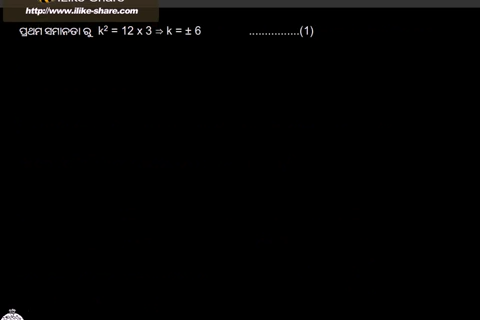 http://www.ilike-share.com
ପ୍ରଥମ ସମାନତା ରୁ k² = 12 x 3 ⇒ k = ± 6 ................(1)